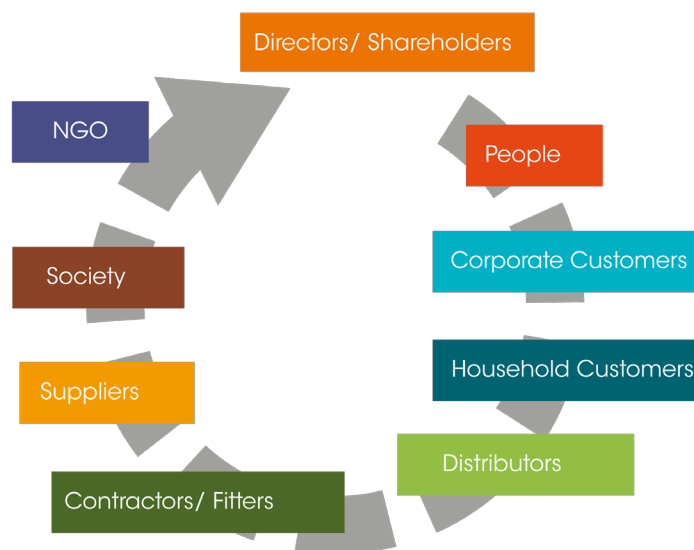 Directors/ Shareholders
NGO
People
Corporate Customers
Society
Household Customers
Suppliers
Distributors
Contractors/ Fitters